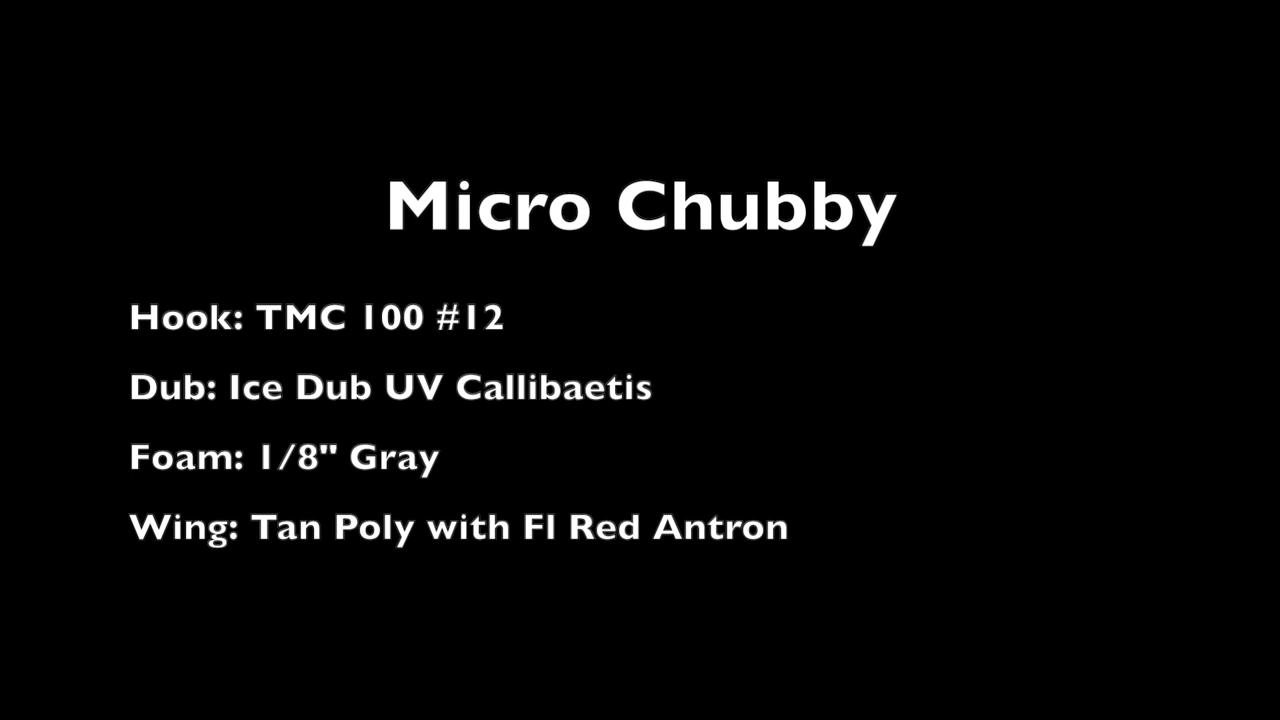 Micro Chubby
Hook: TMC 100 #12
Dub: Ice Dub UV Callibaetis
Foam: 1/8" Gray
Wing: Tan Poly with Fl Red Antron